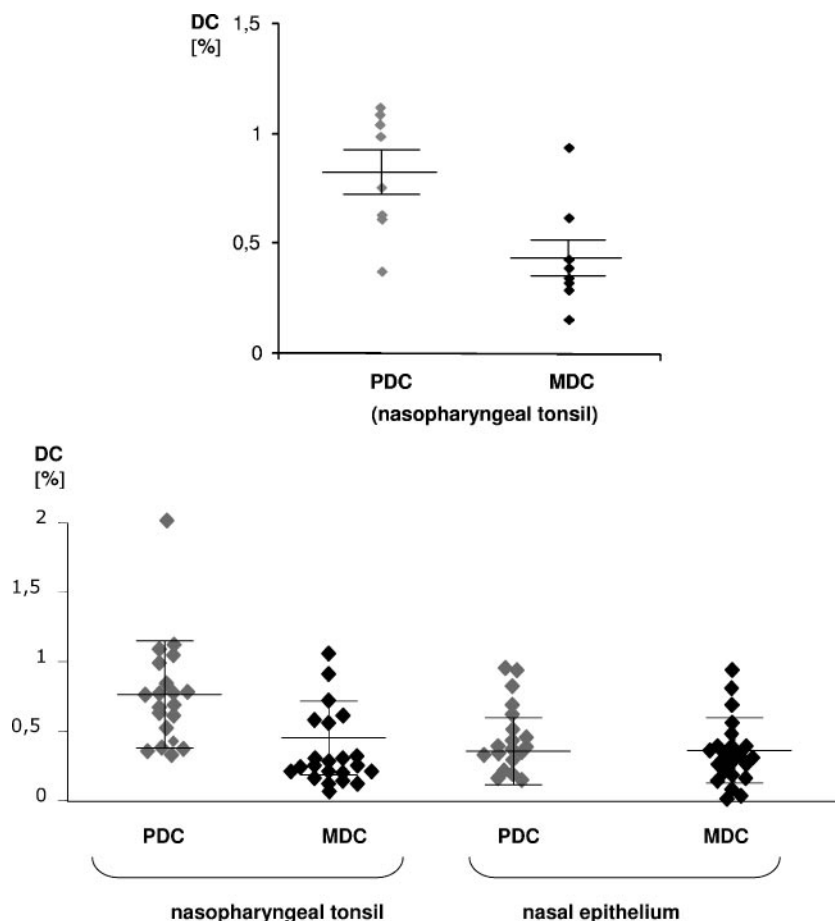 DC
[%]
1,5
1
0,5
0
PDC MDC
(nasopharyngeal tonsil)
DC
[%]
2
1,5
1
0,5
0
PDC MDC PDC MDC
nasopharyngeal tonsil nasal epithelium